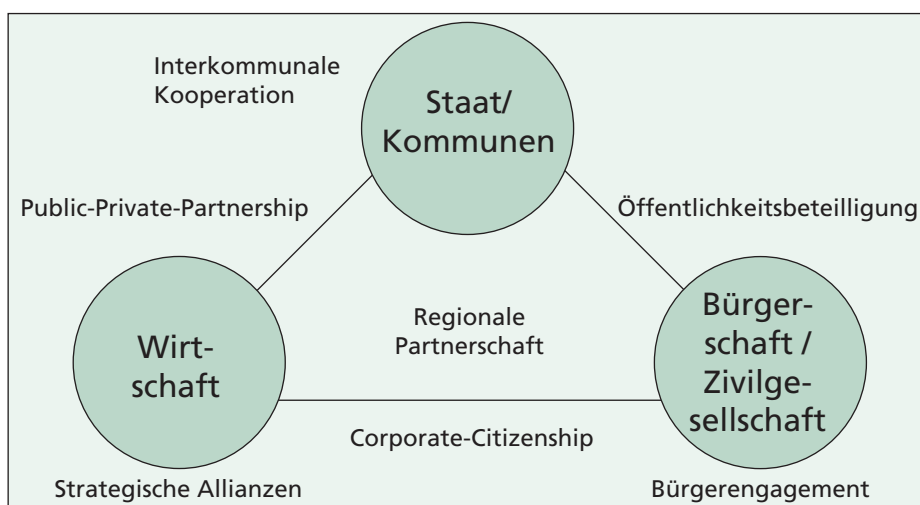 Interkommunale
Kooperation
Staat/
Kommunen
Public-Private-Partnership
Öffentlichkeitsbeteilligung
Wirt-
schaft
Regionale
Partnerschaft
Bürger-
schaft /
Zivilge-
sellschaft
Corporate-Citizenship
Strategische Allianzen
Bürgerengagement